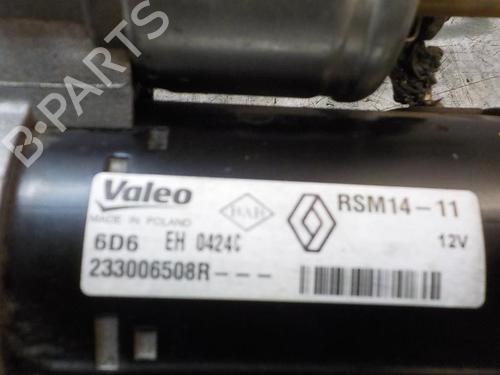 B-PARTS
Valeo
MADE IN POLAND
RSM14-11
6D6 EH 0424C
12V
233006508R---